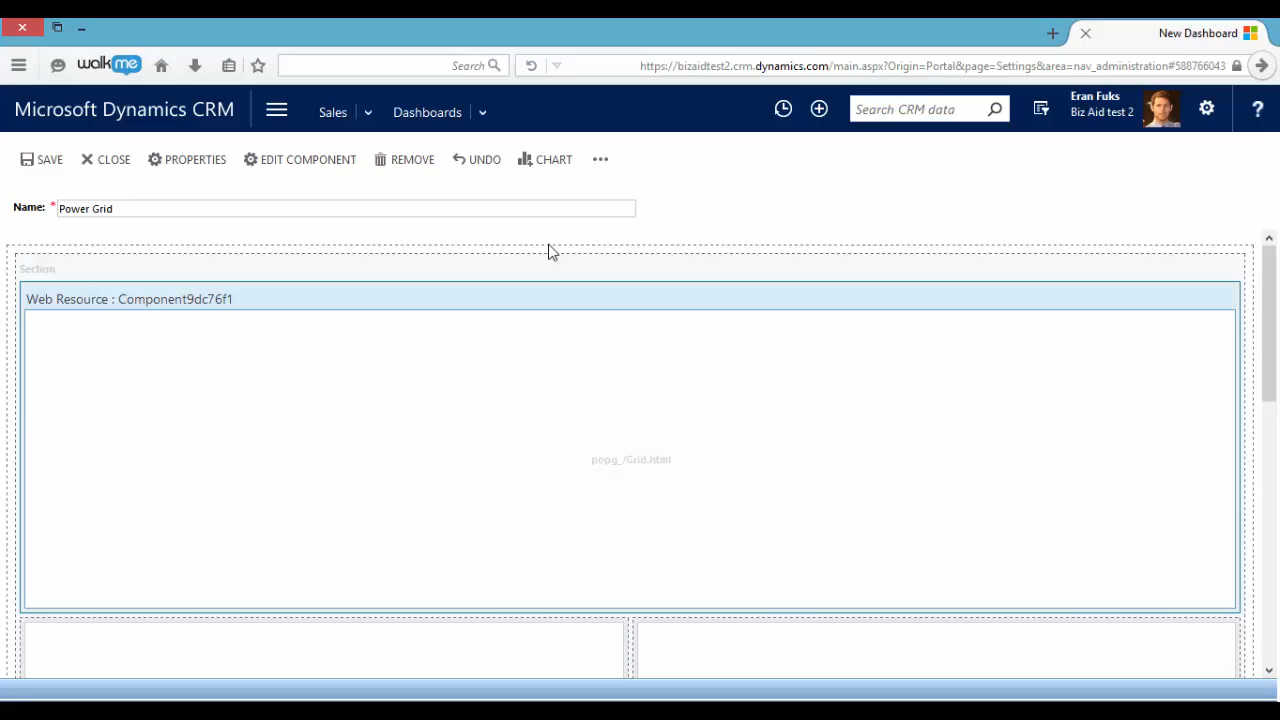 New Dashboard
walkme
Search
https://bizaidtest2.crm.dynamics.com/main.aspx?Origin=Portal&page=Settings&area=nav_administration#588766043
Microsoft Dynamics CRM
Sales
Dashboards
Search CRM data
Eran Fuks
Biz Aid test 2
?
SAVE
CLOSE
PROPERTIES
EDIT COMPONENT
REMOVE
UNDO
CHART
Name: *
Power Grid
Section
Web Resource : Component9dc76f1
popg_/Grid.html